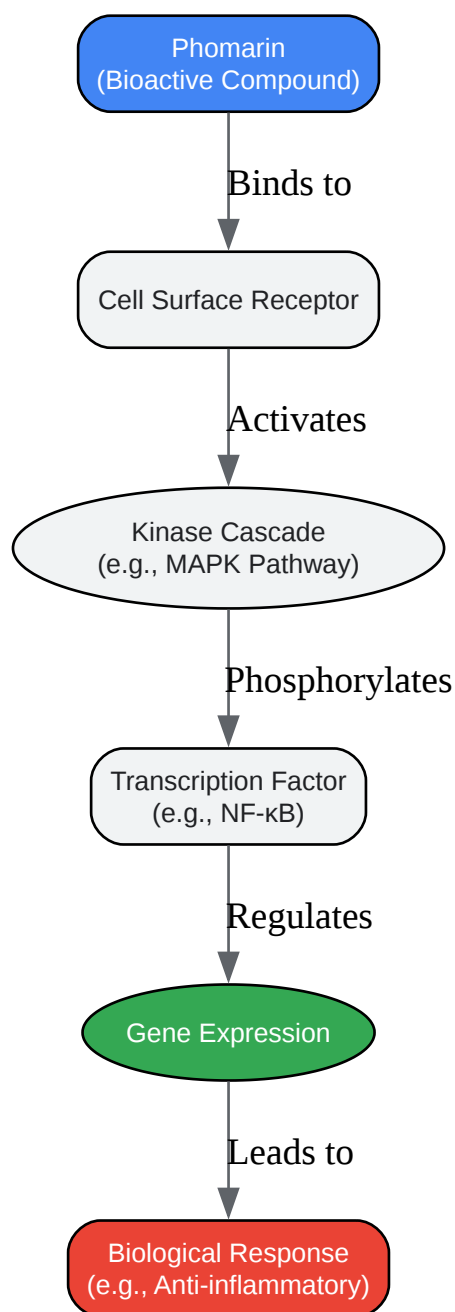 Phomarin
(Bioactive Compound)
Binds to
Cell Surface Receptor
Activates
Kinase Cascade
(e.g., MAPK Pathway)
Phosphorylates
Transcription Factor
(e.g., NF-κB)
Regulates
Gene Expression
Leads to
Biological Response
(e.g., Anti-inflammatory)